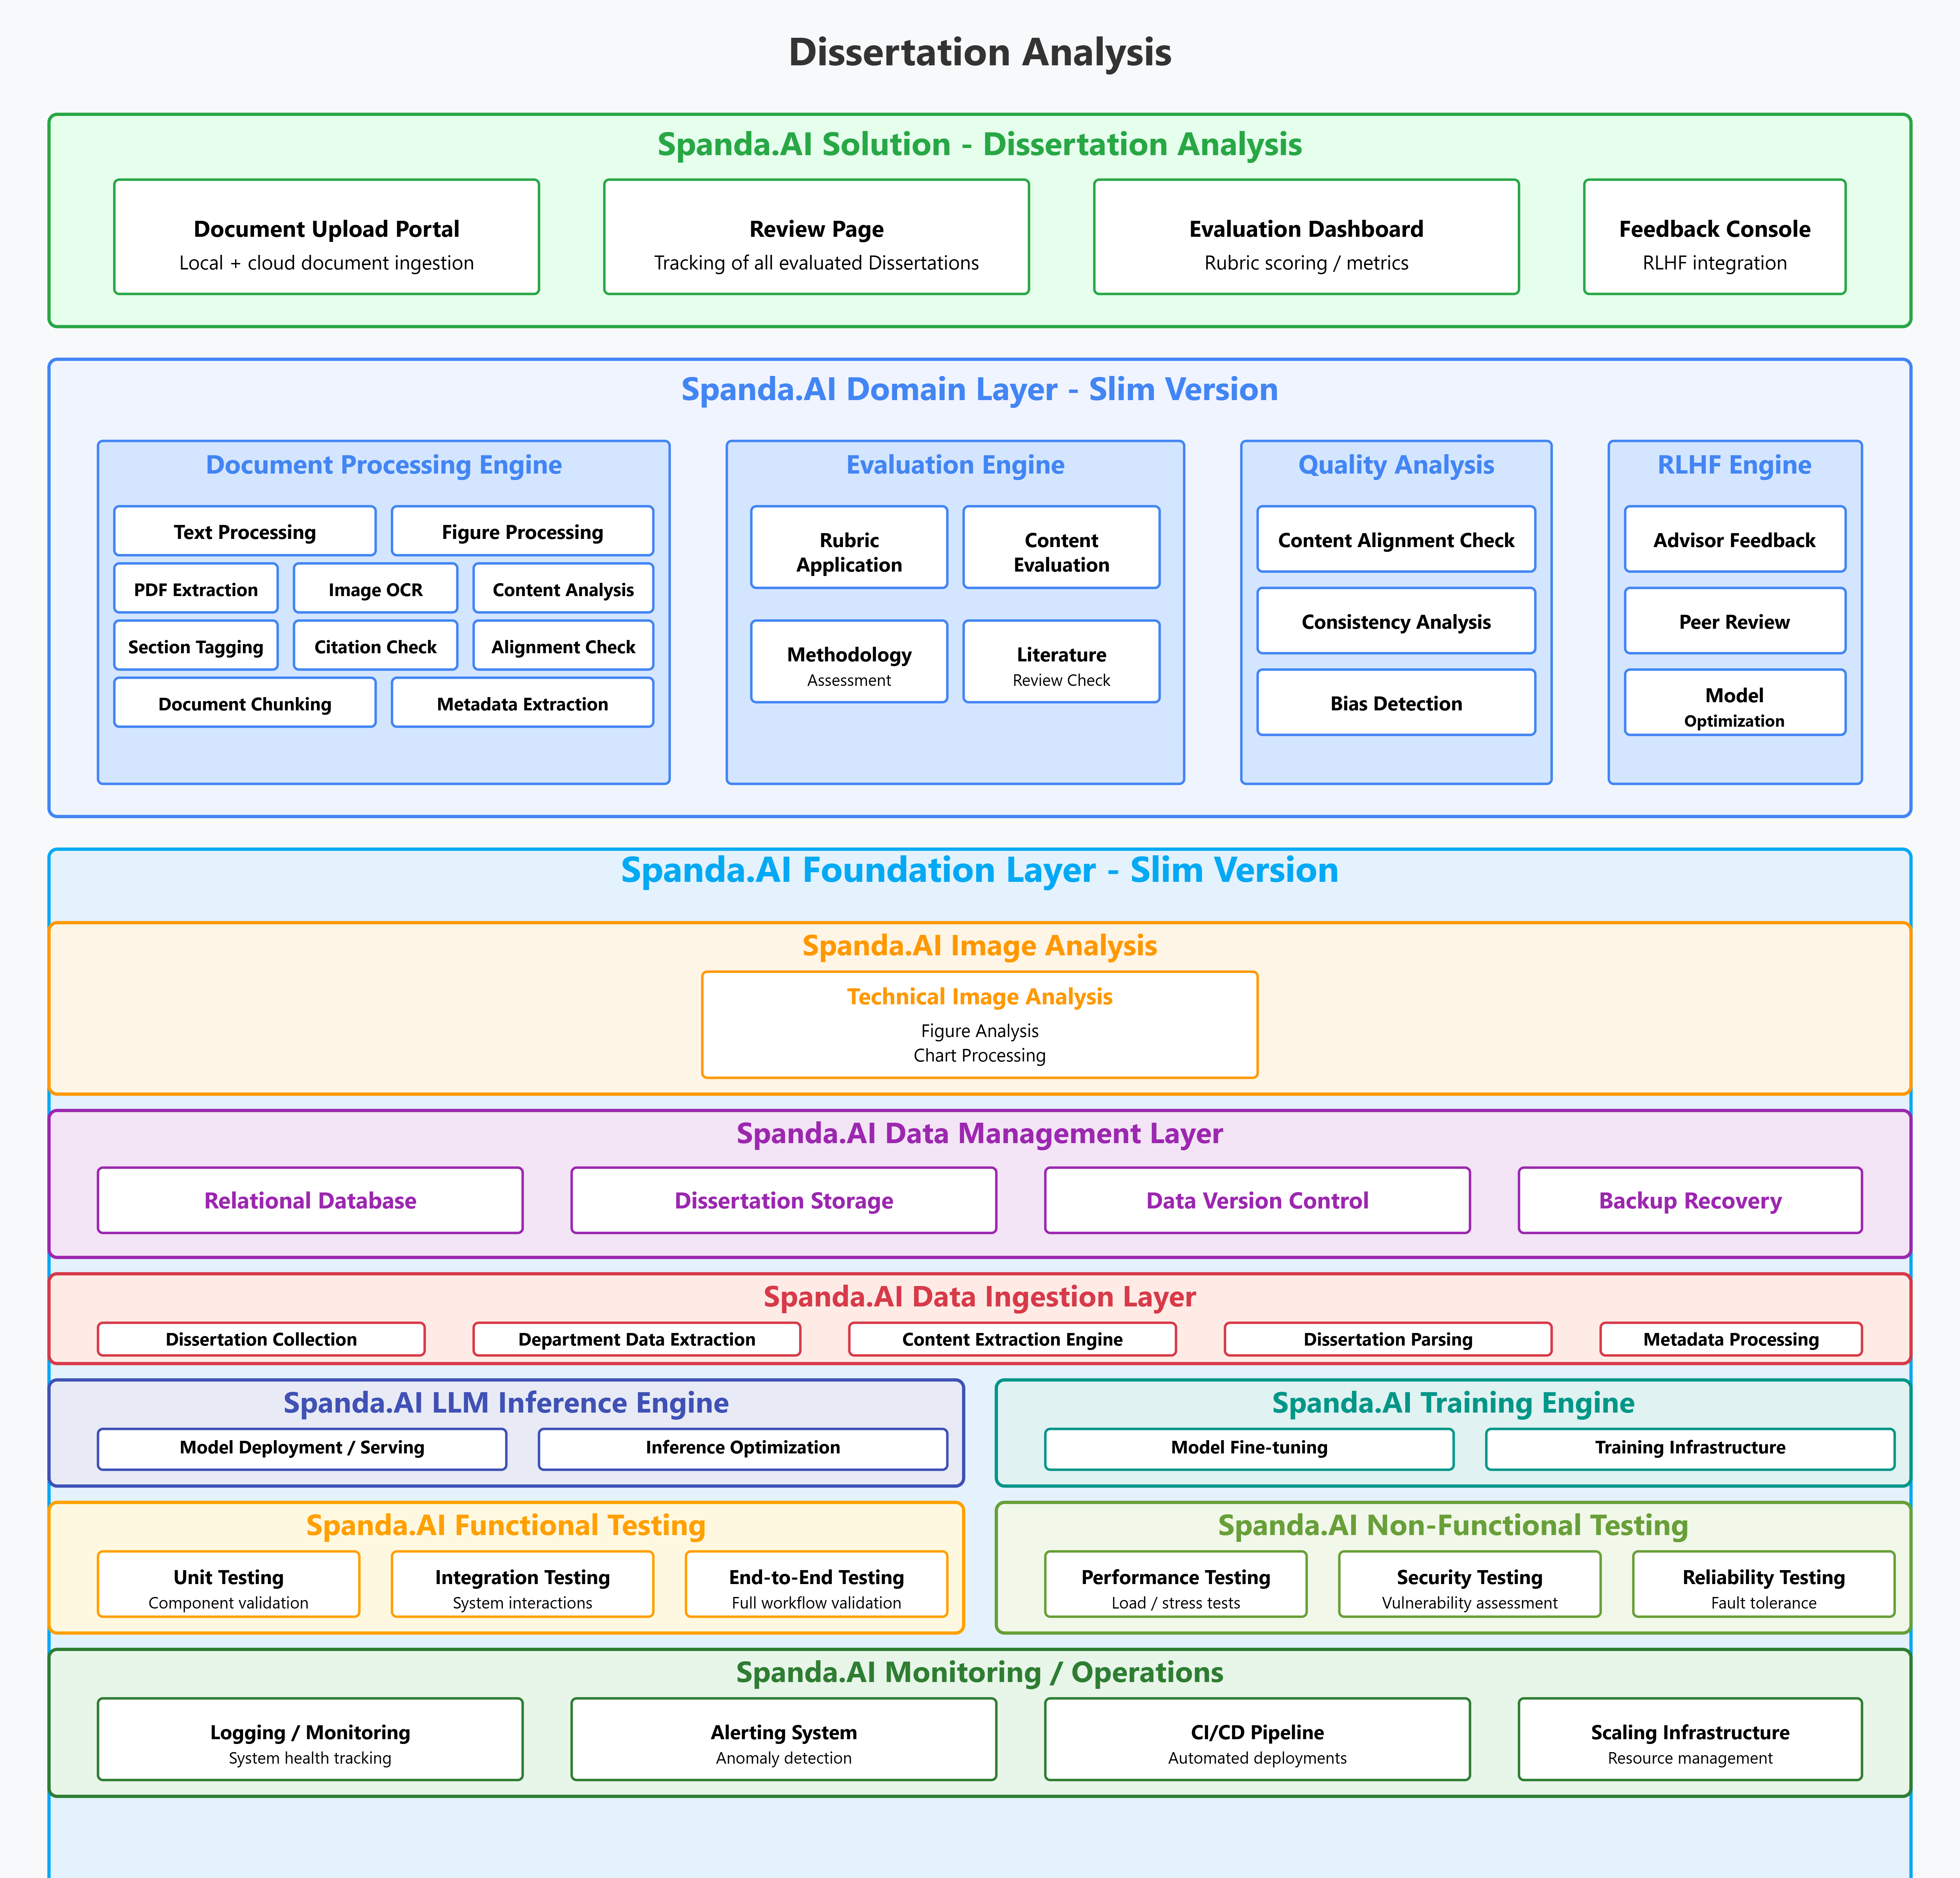 Dissertation Analysis
Spanda.AI Solution - Dissertation Analysis
Document Upload Portal
Local + cloud document ingestion
Review Page
Tracking of all evaluated Dissertations
Evaluation Dashboard
Rubric scoring / metrics
Feedback Console
RLHF integration
Spanda.AI Domain Layer - Slim Version
Document Processing Engine
Text Processing
Figure Processing
PDF Extraction
Image OCR
Content Analysis
Section Tagging
Citation Check
Alignment Check
Document Chunking
Metadata Extraction
Evaluation Engine
Rubric
Application
Content
Evaluation
Methodology
Assessment
Literature
Review Check
Quality Analysis
Content Alignment Check
Consistency Analysis
Bias Detection
RLHF Engine
Advisor Feedback
Peer Review
Model
Optimization
Spanda.AI Foundation Layer - Slim Version
Spanda.AI Image Analysis
Technical Image Analysis
Figure Analysis
Chart Processing
Spanda.AI Data Management Layer
Relational Database
Dissertation Storage
Data Version Control
Backup Recovery
Spanda.AI Data Ingestion Layer
Dissertation Collection
Department Data Extraction
Content Extraction Engine
Dissertation Parsing
Metadata Processing
Spanda.AI LLM Inference Engine
Model Deployment / Serving
Inference Optimization
Spanda.AI Training Engine
Model Fine-tuning
Training Infrastructure
Spanda.AI Functional Testing
Unit Testing
Component validation
Integration Testing
System interactions
End-to-End Testing
Full workflow validation
Spanda.AI Non-Functional Testing
Performance Testing
Load / stress tests
Security Testing
Vulnerability assessment
Reliability Testing
Fault tolerance
Spanda.AI Monitoring / Operations
Logging / Monitoring
System health tracking
Alerting System
Anomaly detection
CI/CD Pipeline
Automated deployments
Scaling Infrastructure
Resource management